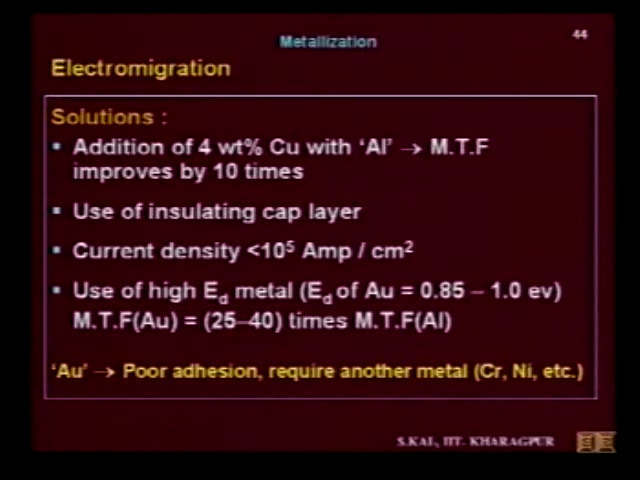 Metallization
44
Electromigration
Solutions :
▪ Addition of 4 wt% Cu with ‘Al’ → M.T.F
improves by 10 times
▪ Use of insulating cap layer
▪ Current density <10⁵ Amp / cm²
▪ Use of high E_d metal (E_d of Au = 0.85 – 1.0 ev)
M.T.F(Au) = (25–40) times M.T.F(Al)
‘Au’ → Poor adhesion, require another metal (Cr, Ni, etc.)
S.KAL, IIT- KHARAGPUR